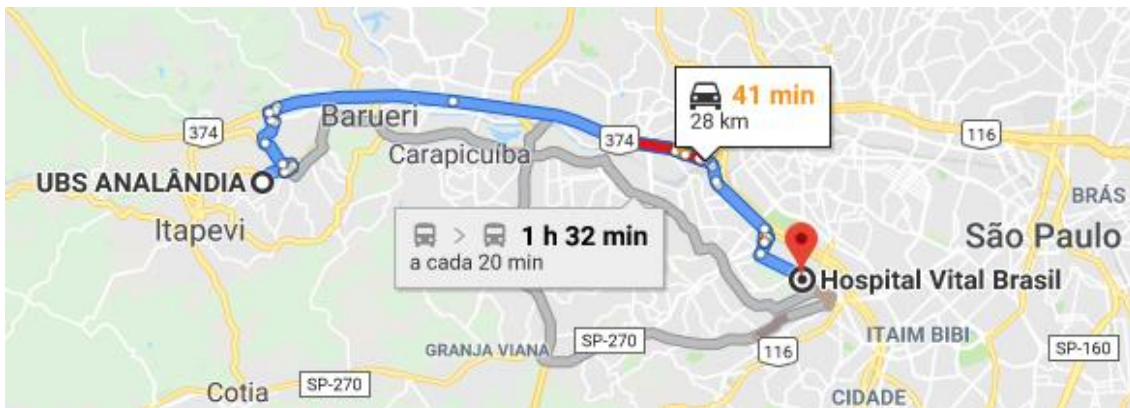 41 min
28 km
116
374
Barueri
374
Carapicuíba
BRÁS
UBS ANALÂNDIA
Itapevi
1 h 32 min
a cada 20 min
São Paulo
Hospital Vital Brasil
ITAIM BIBI
GRANJA VIANA
SP-270
116
SP-160
SP-270
Cotia
CIDADE